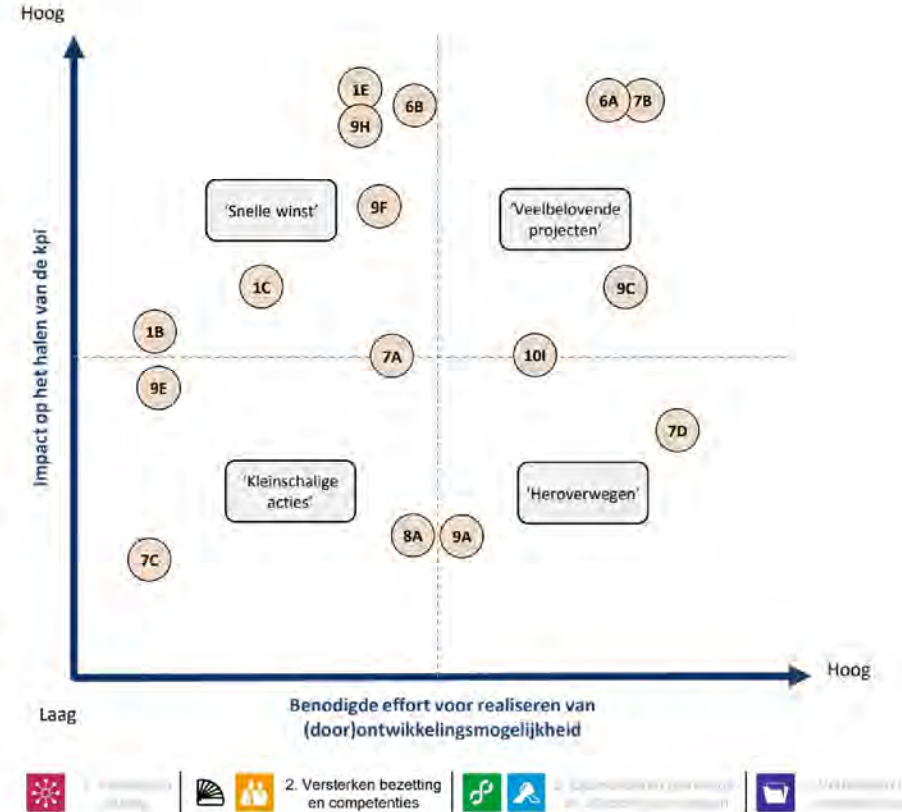 Hoog
1E
6B
6A
7B
9H
'Snelle winst'
9F
'Veelbelovende
projecten'
1C
9C
1B
7A
10I
9E
7D
'Kleinschalige
acties'
'Heroverwegen'
8A
9A
7C
Impact op het halen van de kpi
Hoog
Laag
Benodigde effort voor realiseren van
(door)ontwikkelingsmogelijkheid
2. Versterken bezetting
en competenties